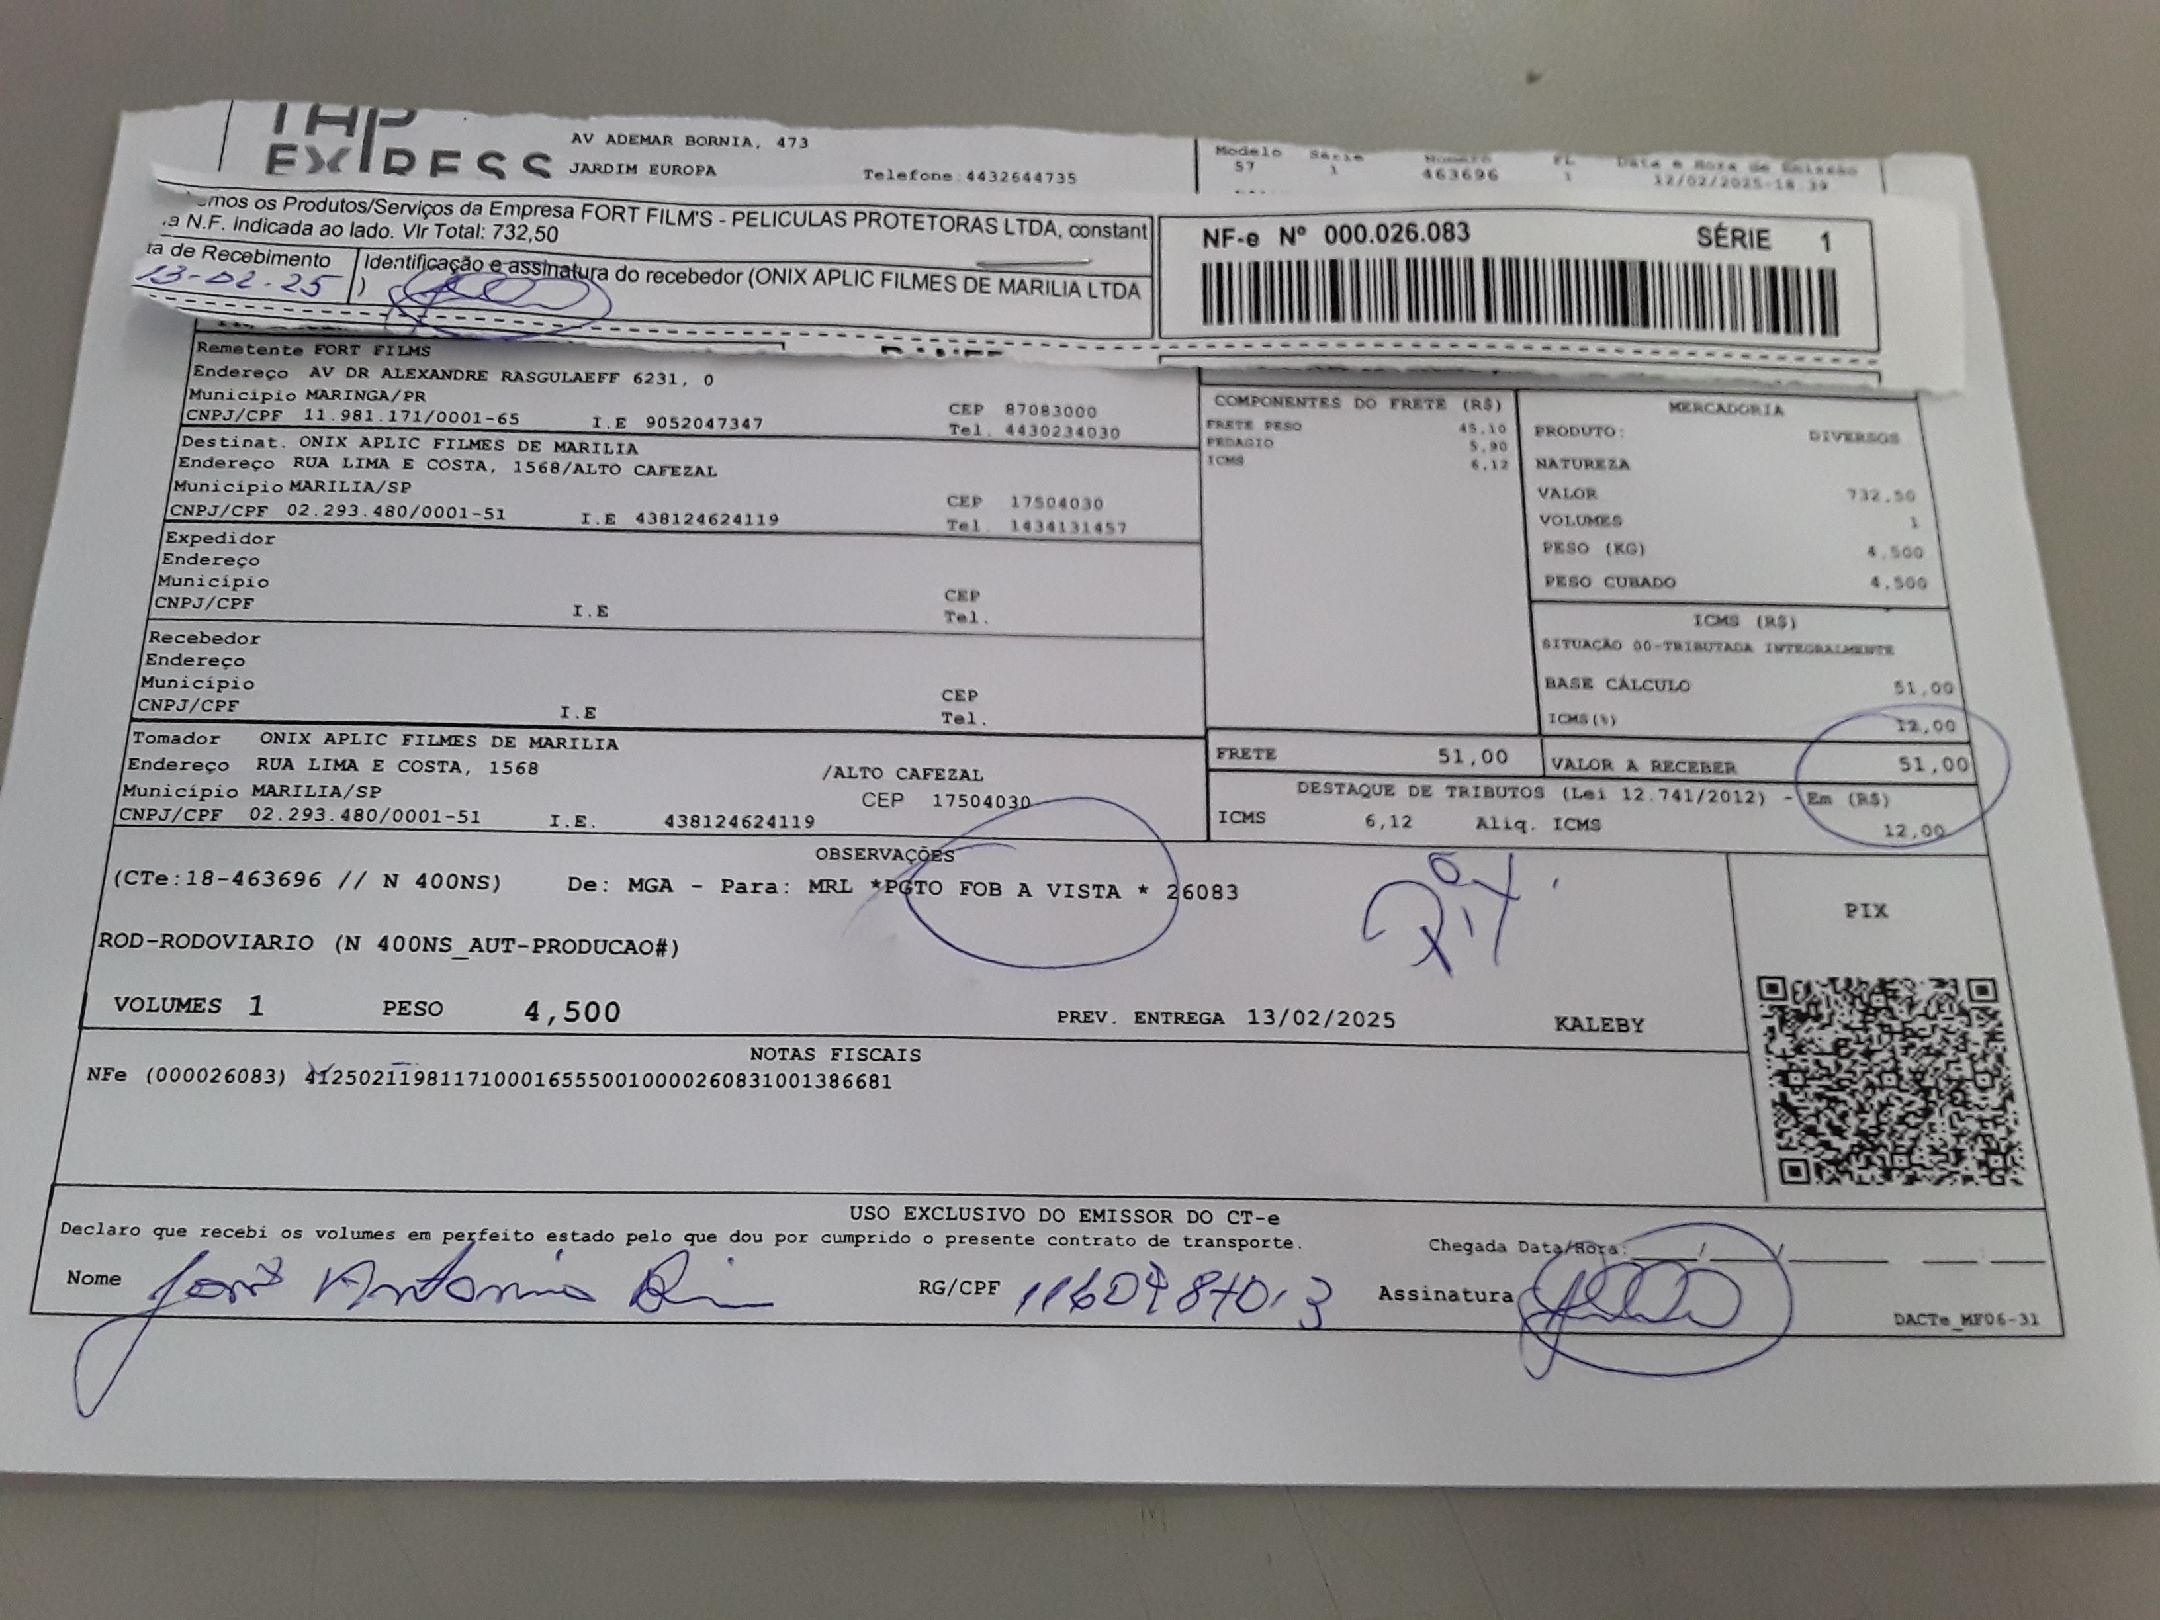 EXPRESS
AV ADEMAR BORNIA, 473
JARDIM EUROPA
Telefone:4432644735
Modelo 57
Série 1
Número 463696
FL 1
Data e Hora de Emissão 12/02/2025-18.39
emos os Produtos/Serviços da Empresa FORT FILM'S - PELICULAS PROTETORAS LTDA, constant
a N.F. Indicada ao lado. Vlr Total: 732,50
ta de Recebimento
13-02-25
Identificação e assinatura do recebedor (ONIX APLIC FILMES DE MARILIA LTDA
)
NF-e Nº 000.026.083 SÉRIE 1
Remetente FORT FILMS
Endereço AV DR ALEXANDRE RASGULAEFF 6231, 0
Município MARINGA/PR CEP 87083000
CNPJ/CPF 11.981.171/0001-65 I.E 9052047347 Tel. 4430234030
Destinat. ONIX APLIC FILMES DE MARILIA
Endereço RUA LIMA E COSTA, 1568/ALTO CAFEZAL
Município MARILIA/SP CEP 17504030
CNPJ/CPF 02.293.480/0001-51 I.E 438124624119 Tel. 1434131457
Expedidor
Endereço
Município CEP
CNPJ/CPF I.E Tel.
Recebedor
Endereço
Município CEP
CNPJ/CPF I.E Tel.
Tomador ONIX APLIC FILMES DE MARILIA
Endereço RUA LIMA E COSTA, 1568 /ALTO CAFEZAL
Município MARILIA/SP CEP 17504030
CNPJ/CPF 02.293.480/0001-51 I.E. 438124624119
COMPONENTES DO FRETE (R$)
FRETE PESO 45,10
PEDAGIO 5,90
ICMS 6,12
MERCADORIA
PRODUTO: DIVERSOS
NATUREZA
VALOR 732,50
VOLUMES 1
PESO (KG) 4,500
PESO CUBADO 4,500
ICMS (R$)
SITUAÇÃO 00-TRIBUTADA INTEGRALMENTE
BASE CÁLCULO 51,00
ICMS(%) 12,00
FRETE 51,00 VALOR A RECEBER 51,00
DESTAQUE DE TRIBUTOS (Lei 12.741/2012) - Em (R$)
ICMS 6,12 Aliq. ICMS 12,00
OBSERVAÇÕES
(CTe:18-463696 // N 400NS) De: MGA - Para: MRL *PGTO FOB A VISTA * 26083
ROD-RODOVIARIO (N 400NS_AUT-PRODUCAO#)
PIX
VOLUMES 1 PESO 4,500 PREV. ENTREGA 13/02/2025 KALEBY
NOTAS FISCAIS
NFe (000026083) 41250211981171000165550010000260831001386681
USO EXCLUSIVO DO EMISSOR DO CT-e
Declaro que recebi os volumes em perfeito estado pelo que dou por cumprido o presente contrato de transporte.
Chegada Data/Hora: / /
Nome José Antonio
RG/CPF
Assinatura
DACTe_MF06-31